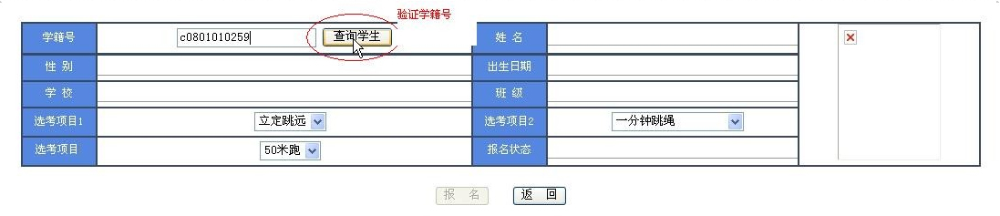 验证学籍号
学籍号 c0801010259 查询学生 姓 名
性 别 出生日期
学 校 班 级
选考项目1 立定跳远 选考项目2 一分钟跳绳
选考项目 50米跑 报名状态
报 名 返 回